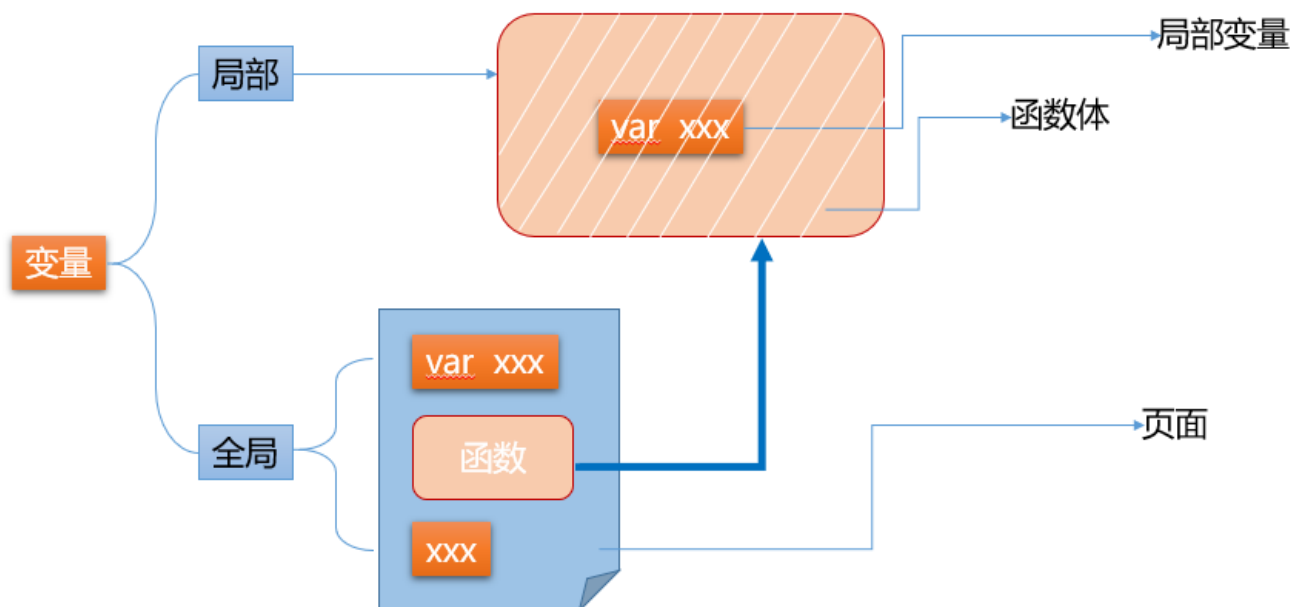 局部变量
局部
函数体
var xxx
变量
var xxx
页面
全局
函数
xxx